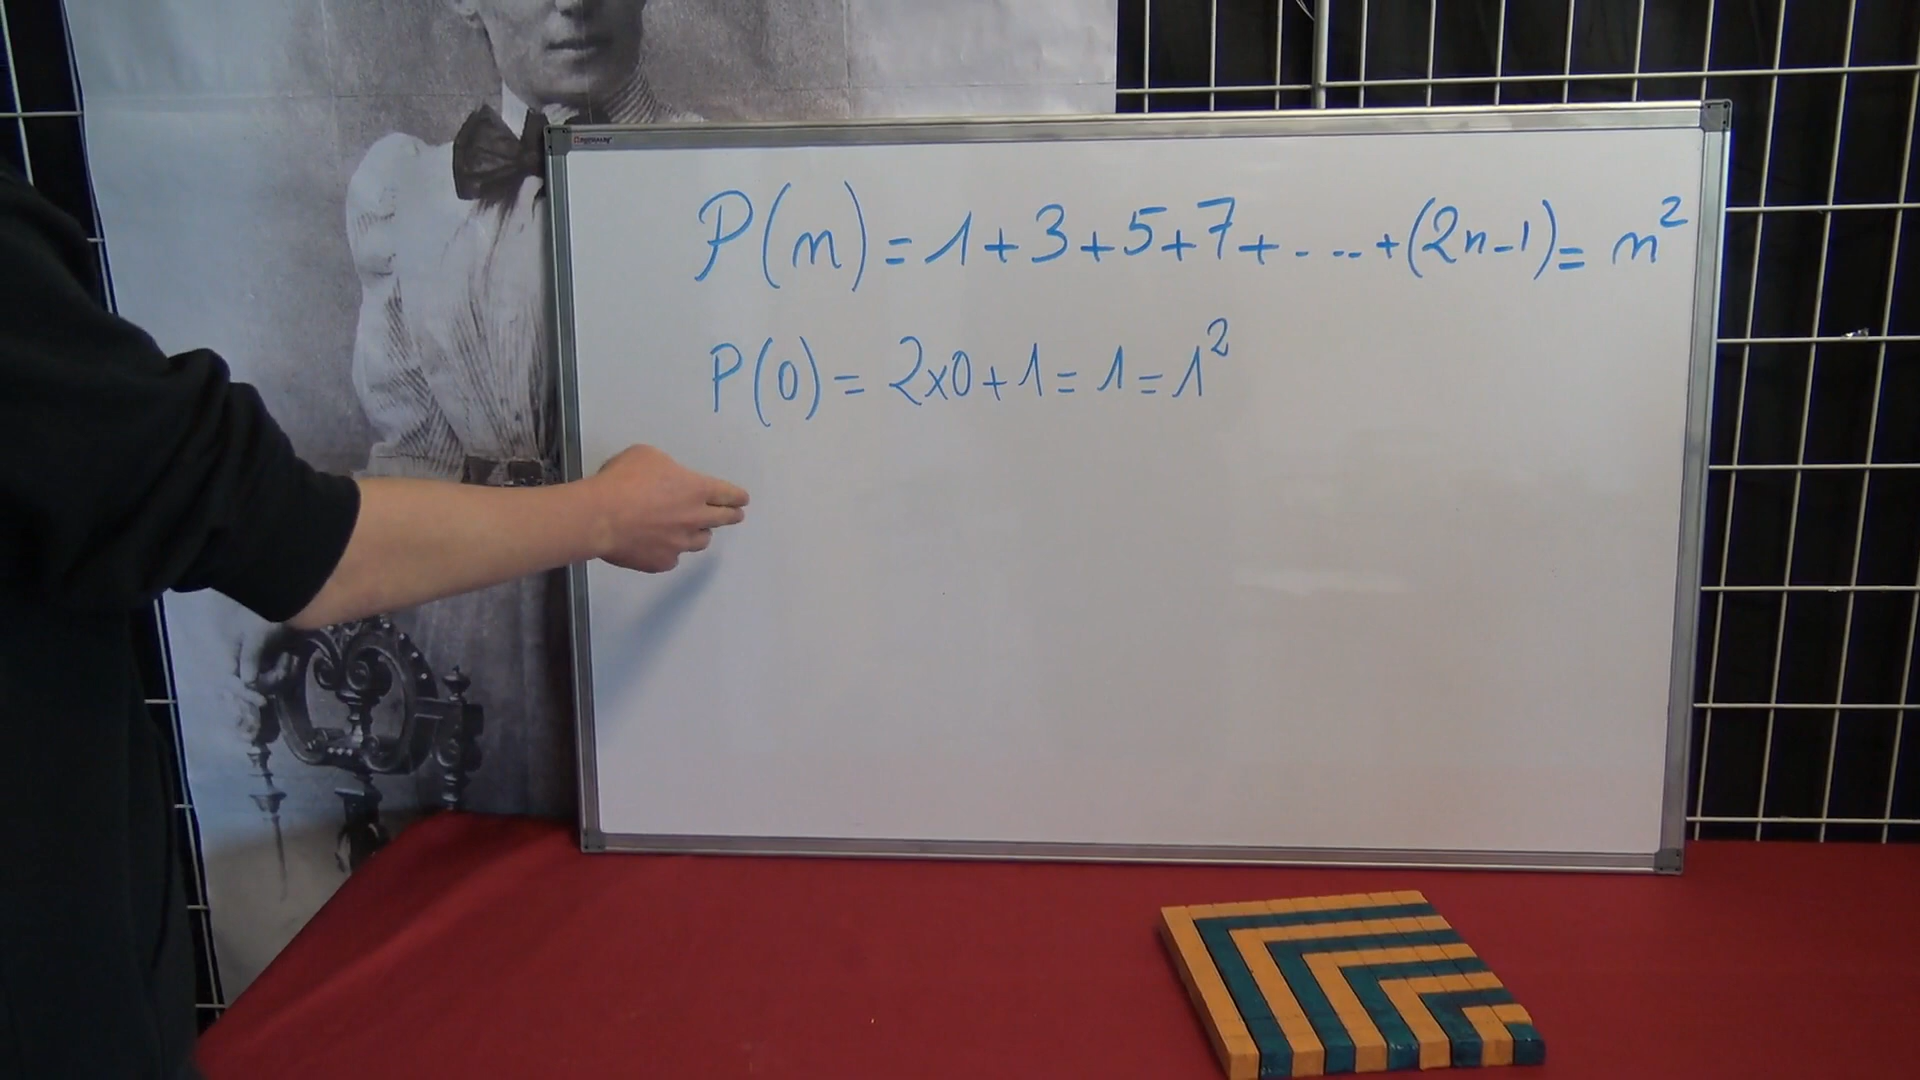 P(n) = 1 + 3 + 5 + 7 + ..... + (2n-1) = n²
P(0) = 2x0 + 1 = 1 = 1²